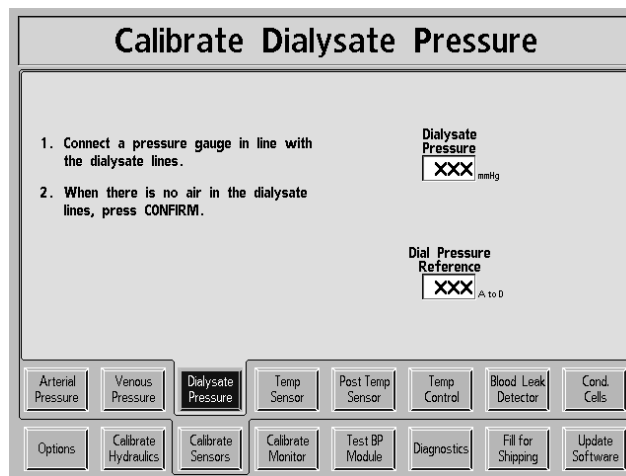 Calibrate Dialysate Pressure
1. Connect a pressure gauge in line with
the dialysate lines.
2. When there is no air in the dialysate
lines, press CONFIRM.
Dialysate
Pressure
XXX mmHg
Dial Pressure
Reference
XXX A to D
Arterial
Pressure
Venous
Pressure
Dialysate
Pressure
Temp
Sensor
Post Temp
Sensor
Temp
Control
Blood Leak
Detector
Cond.
Cells
Options
Calibrate
Hydraulics
Calibrate
Sensors
Calibrate
Monitor
Test BP
Module
Diagnostics
Fill for
Shipping
Update
Software